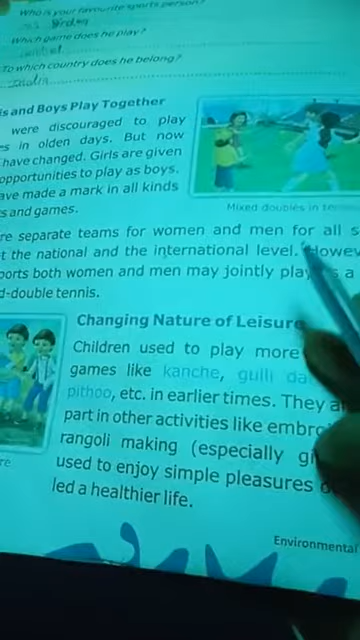 Who is your favourite sports person?
Which game does he play?
To which country does he belong?
is and Boys Play Together
were discouraged to play
es in olden days. But now
have changed. Girls are given
opportunities to play as boys.
ave made a mark in all kinds
s and games.
Mixed doubles in tennis
re separate teams for women and men for all s
t the national and the international level. Howev
ports both women and men may jointly play s a
d-double tennis.
Changing Nature of Leisure
Children used to play more
games like kanche, gulli da
pithoo, etc. in earlier times. They a
part in other activities like embro
rangoli making (especially gi
used to enjoy simple pleasures o
led a healthier life.
re
Environmental